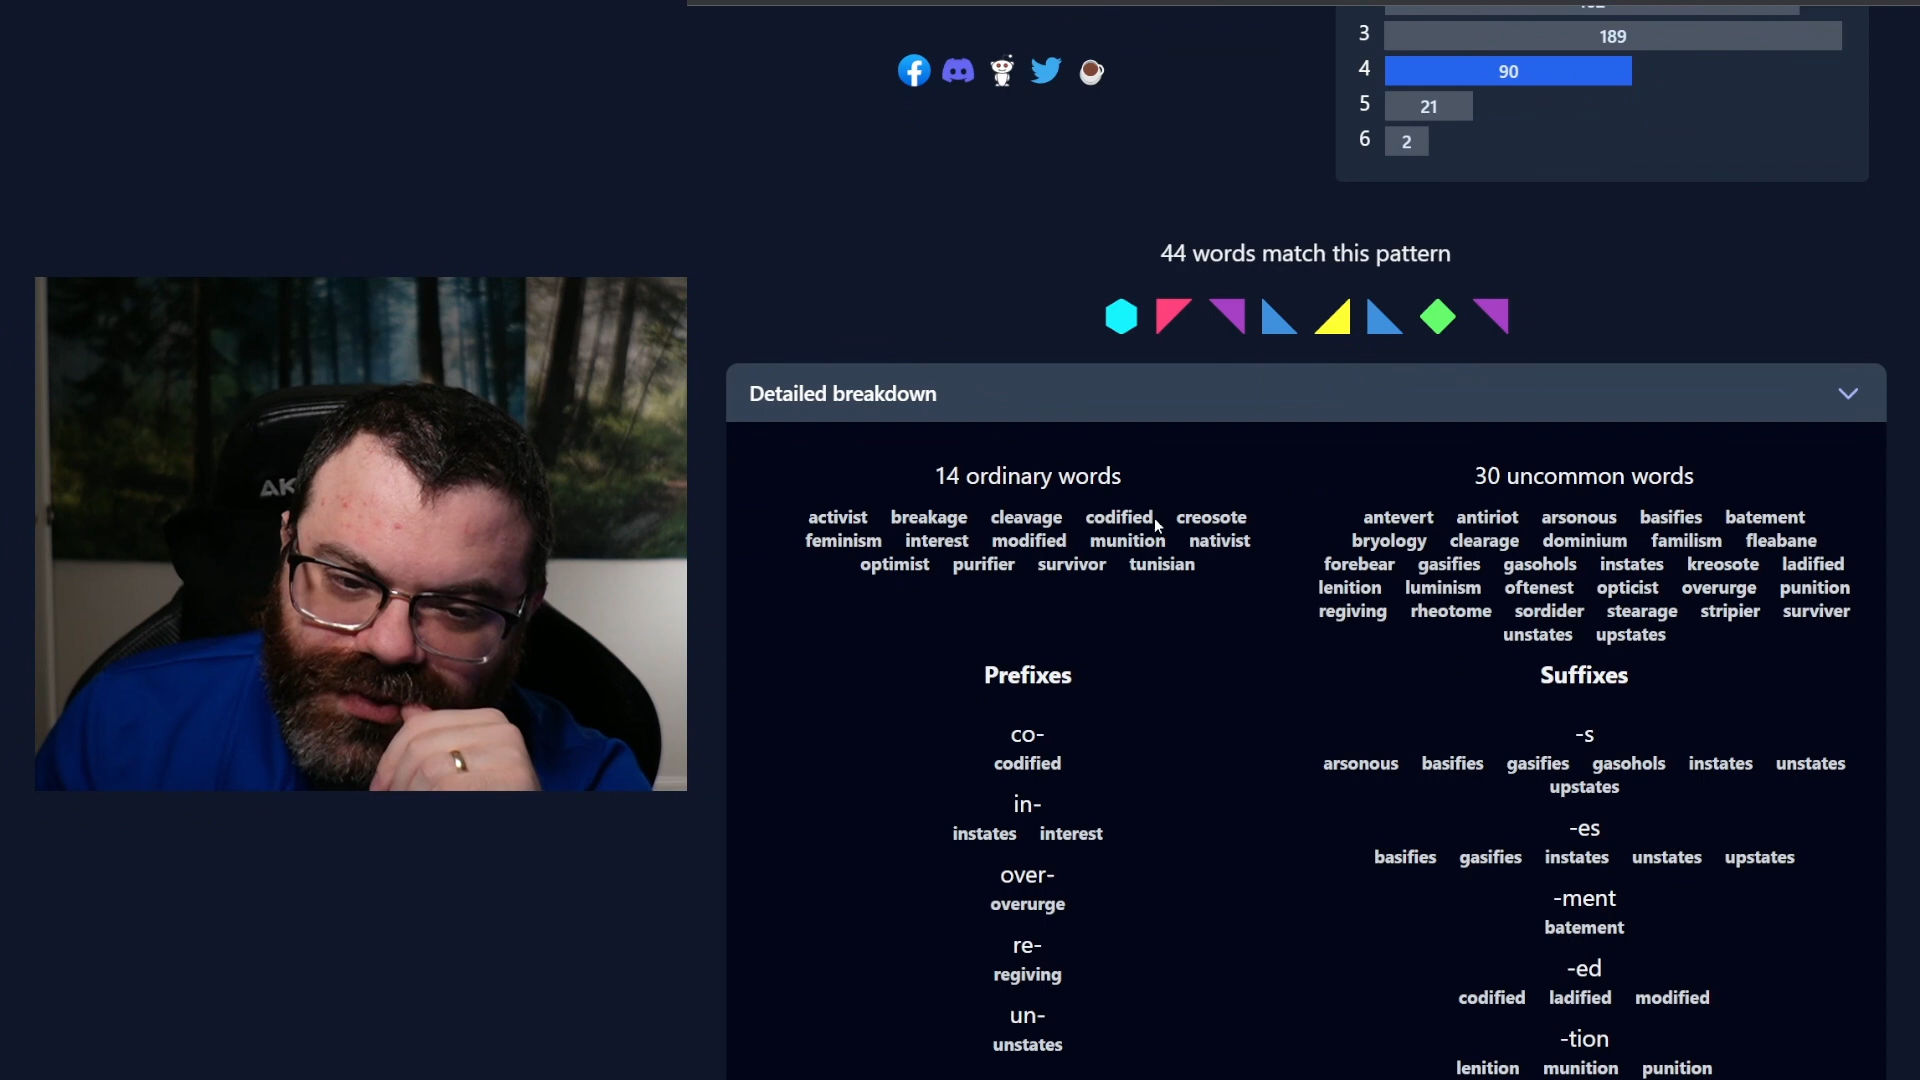 3 189
4 90
5 21
6 2
44 words match this pattern
AK
Detailed breakdown
14 ordinary words
activist breakage cleavage codified creosote
feminism interest modified munition nativist
optimist purifier survivor tunisian
30 uncommon words
antevert antiriot arsonous basifies batement
bryology clearage dominium familism fleabane
forebear gasifies gasohols instates kreosote ladified
lenition luminism oftenest opticist overurge punition
regiving rheotome sordider stearage stripier surviver
unstates upstates
Prefixes
co-
codified
in-
instates interest
over-
overurge
re-
regiving
un-
unstates
Suffixes
-s
arsonous basifies gasifies gasohols instates unstates
upstates
-es
basifies gasifies instates unstates upstates
-ment
batement
-ed
codified ladified modified
-tion
lenition munition punition